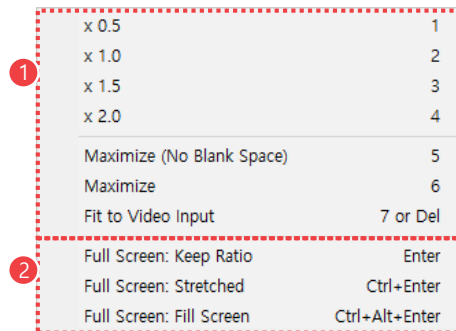 x 0.5 1
x 1.0 2
1
x 1.5 3
x 2.0 4
Maximize (No Blank Space) 5
Maximize 6
Fit to Video Input 7 or Del
2
Full Screen: Keep Ratio Enter
Full Screen: Stretched Ctrl+Enter
Full Screen: Fill Screen Ctrl+Alt+Enter